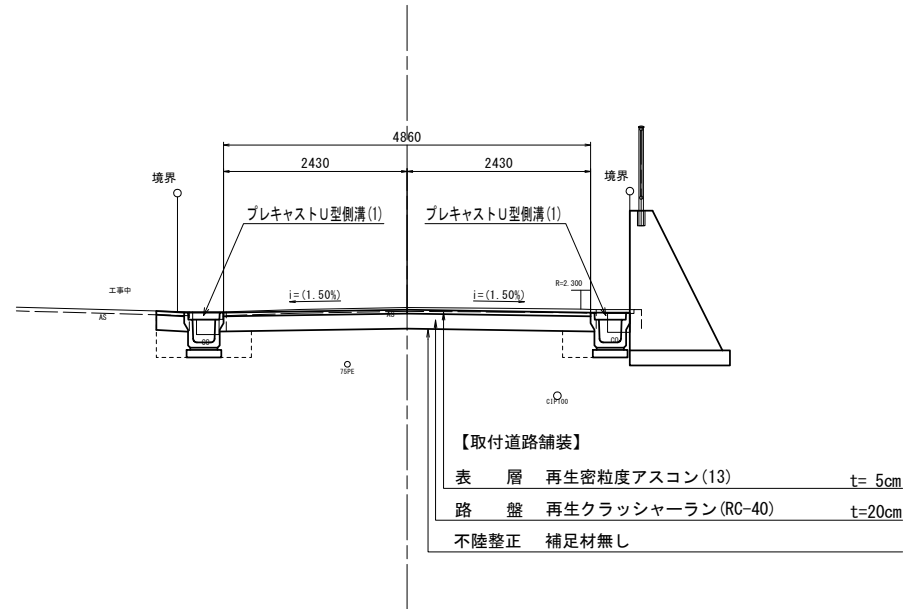 4860
2430 2430
境界 境界
プレキャストU型側溝(1) プレキャストU型側溝(1)
工事中 i=(1.50%) i=(1.50%) R=2.300
AS AS
75PE
CIPΙ00
【取付道路舗装】
表 層 再生密粒度アスコン(13) t= 5cm
路 盤 再生クラッシャーラン(RC-40) t=20cm
不陸整正 補足材無し